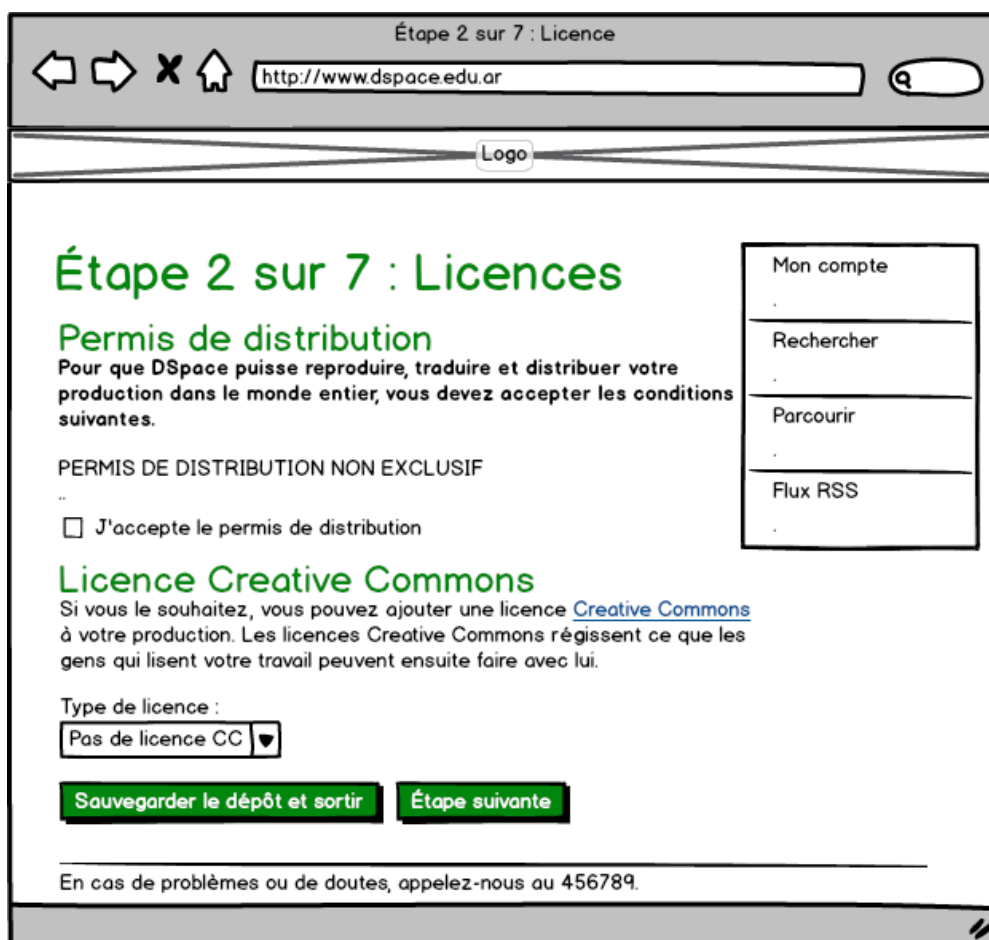 Étape 2 sur 7 : Licence
http://www.dspace.edu.ar
Logo
Étape 2 sur 7 : Licences
Permis de distribution
Pour que DSpace puisse reproduire, traduire et distribuer votre
production dans le monde entier, vous devez accepter les conditions
suivantes.
PERMIS DE DISTRIBUTION NON EXCLUSIF
..
J'accepte le permis de distribution
Licence Creative Commons
Si vous le souhaitez, vous pouvez ajouter une licence Creative Commons
à votre production. Les licences Creative Commons régissent ce que les
gens qui lisent votre travail peuvent ensuite faire avec lui.
Type de licence :
Pas de licence CC
Sauvegarder le dépôt et sortir
Étape suivante
Mon compte
.
Rechercher
.
Parcourir
.
Flux RSS
.
En cas de problèmes ou de doutes, appelez-nous au 456789.